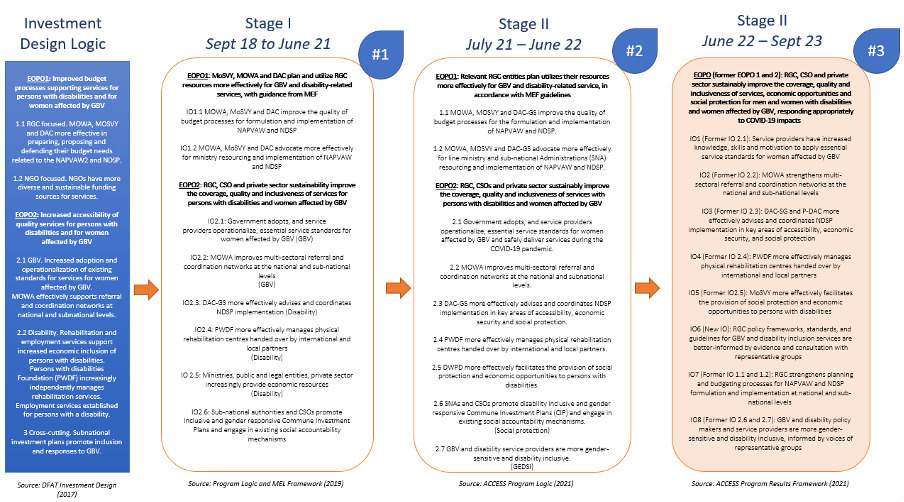 Investment
Design Logic
EOPO1: Improved budget
processes supporting services for
persons with disabilities and for
women affected by GBV
1.1 RGC focused. MOWA, MOSVY
and DAC more effective in
preparing, proposing and
defending their budget needs
related to the NAPVAW2 and NDSP.
1.2 NGO focused. NGOs have more
diverse and sustainable funding
sources for services.
EOPO2: Increased accessibility of
quality services for persons with
disabilities and for women
affected by GBV
2.1 GBV. Increased adoption and
operationalization of existing
standards for services for women
affected by GBV.
MOWA effectively supports referral
and coordination networks at
national and subnational levels.
2.2 Disability. Rehabilitation and
employment services support
increased economic inclusion of
persons with disabilities.
Persons with disabilities
Foundation (PWDF) increasingly
independently manages
rehabilitation services.
Employment services established
for persons with a disability.
3 Cross-cutting. Subnational
investment plans promote inclusion
and responses to GBV.
Source: DFAT Investment Design
(2017)
Stage I
Sept 18 to June 21
#1
EOPO1: MoSVY, MOWA and DAC plan and utilize RGC
resources more effectively for GBV and disability-related
services, with guidance from MEF
IO1.1 MOWA, MoSVY and DAC improve the quality of
budget processes for formulation and implementation of
NAPVAW and NDSP
IO1.2 MOWA, MoSVY and DAC advocate more effectively
for ministry resourcing and implementation of NAPVAW
and NDSP
EOPO2: RGC, CSO and private sector sustainability improve
the coverage, quality and inclusiveness of services for
persons with disabilities and women affected by GBV
IO2.1: Government adopts, and service
providers operationalize, essential service standards for
women affected by GBV (GBV)
IO2.2: MOWA improves multi-sectoral referral and
coordination networks at the national and sub-national
levels
(GBV)
IO2.3: DAC-GS more effectively advises and coordinates
NDSP implementation (Disability)
IO2.4: PWDF more effectively manages physical
rehabilitation centres handed over by international and
local partners
(Disability)
IO 2.5: Ministries, public and legal entities, private sector
increasingly provide economic resources
(Disability)
IO2.6: Sub-national authorities and CSOs promote
inclusive and gender responsive Commune Investment
Plans and engage in existing social accountability
mechanisms
Source: Program Logic and MEL Framework (2019)
Stage II
July 21 – June 22
#2
EOPO1: Relevant RGC entities plan utilizes their resources
more effectively for GBV and disability-related service, in
accordance with MEF guidelines
1.1 MOWA, MOSVY and DAC-GS improve the quality of
budget processes for the formulation and implementation
of NAPVAW and NDSP.
1.2 MOWA, MOSVY and DAC-GS advocate more effectively
for line ministry and sub-national Administrations (SNA)
resourcing and implementation of NAPVAW and NDSP.
EOPO2: RGC, CSOs and private sector sustainably improve
the coverage, quality and inclusiveness of services with
persons with disabilities and women affected by GBV
2.1 Government adopts, and service providers
operationalize, essential service standards for women
affected by GBV and safely deliver services during the
COVID-19 pandemic.
2.2 MOWA improves multi-sectoral referral and
coordination networks at the national and subnational
levels.
2.3 DAC-GS more effectively advises and coordinates NDSP
implementation in key areas of accessibility, economic
security and social protection.
2.4 PWDF more effectively manages physical rehabilitation
centres handed over by international and local partners.
2.5 DWPD more effectively facilitates the provision of social
protection and economic opportunities to persons with
disabilities.
2.6 SNAs and CSOs promote disability inclusive and gender
responsive Commune Investment Plans (CIP) and engage in
existing social accountability mechanisms.
(Social protection)
2.7 GBV and disability service providers are more gender-
sensitive and disability inclusive.
(GEDSI)
Source: ACCESS Program Logic (2021)
Stage II
June 22 – Sept 23
#3
EOPO (former EOPO 1 and 2): RGC, CSO and private
sector sustainably improve the coverage, quality and
inclusiveness of services, economic opportunities and
social protection for men and women with disabilities
and women affected by GBV, responding appropriately
to COVID-19 impacts
IO1 (Former IO 2.1): Service providers have increased
knowledge, skills and motivation to apply essential
service standards for women affected by GBV
IO2 (Former IO 2.2): MOWA strengthens multi-
sectoral referral and coordination networks at the
national and sub-national levels
IO3 (Former IO 2.3): DAC-SG and P-DAC more
effectively advises and coordinates NDSP
implementation in key areas of accessibility, economic
security, and social protection
IO4 (Former IO 2.4): PWDF more effectively manages
physical rehabilitation centres handed over by
international and local partners
IO5 (Former IO2.5): MoSVY more effectively facilitates
the provision of social protection and economic
opportunities to persons with disabilities
IO6 (New IO): RGC policy frameworks, standards, and
guidelines for GBV and disability inclusion services are
better-informed by evidence and consultation with
representative groups
IO7 (Former IO 1.1 and 1.2): RGC strengthens planning
and budgeting processes for NAPVAW and NDSP
formulation and implementation at national and sub-
national levels
IO8 (Former IO 2.6 and 2.7): GBV and disability policy
makers and service providers are more gender-
sensitive and disability inclusive, informed by voices of
representative groups
Source: ACCESS Program Results Framework (2021)